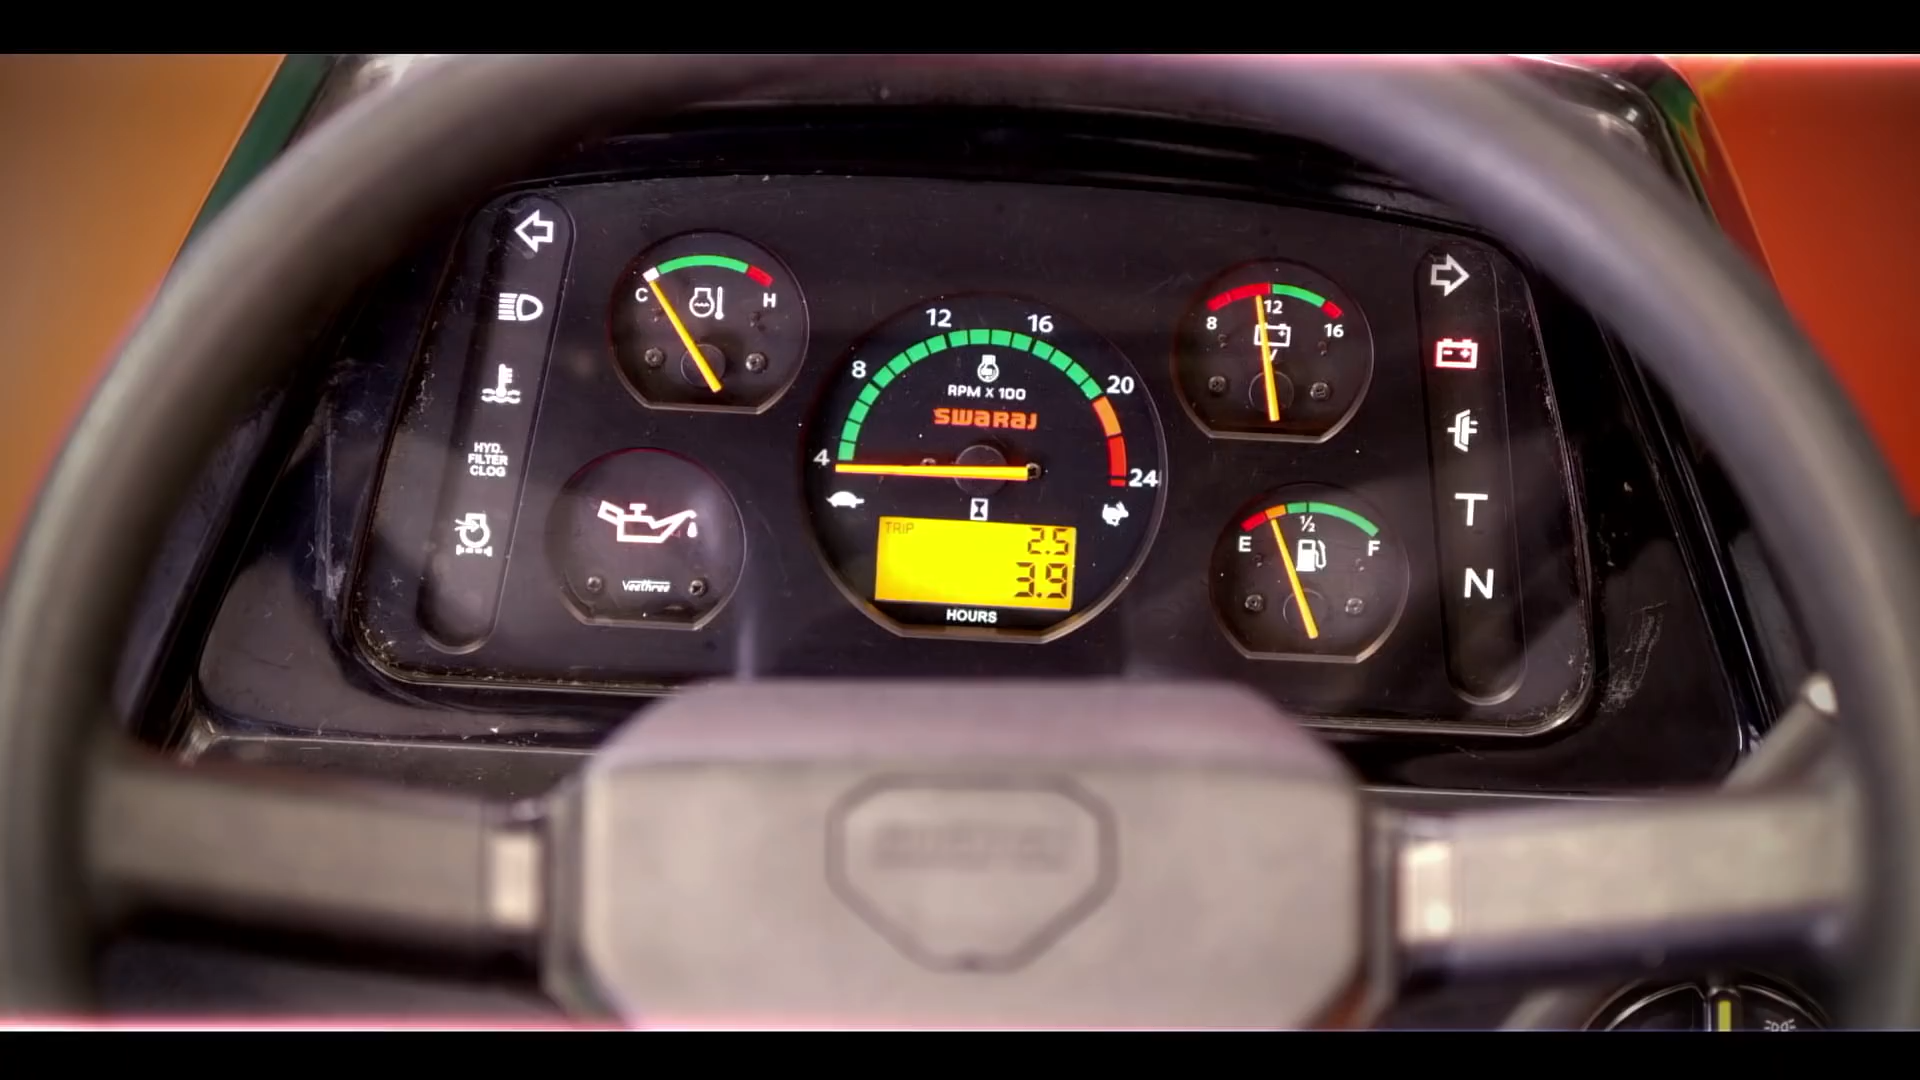 C
H
HYD.
FILTER
CLOG
Veethree
12
16
8
20
4
24
RPM X 100
SWARAJ
TRIP
2.5
3.9
HOURS
8
12
16
V
E
1/2
F
T
N